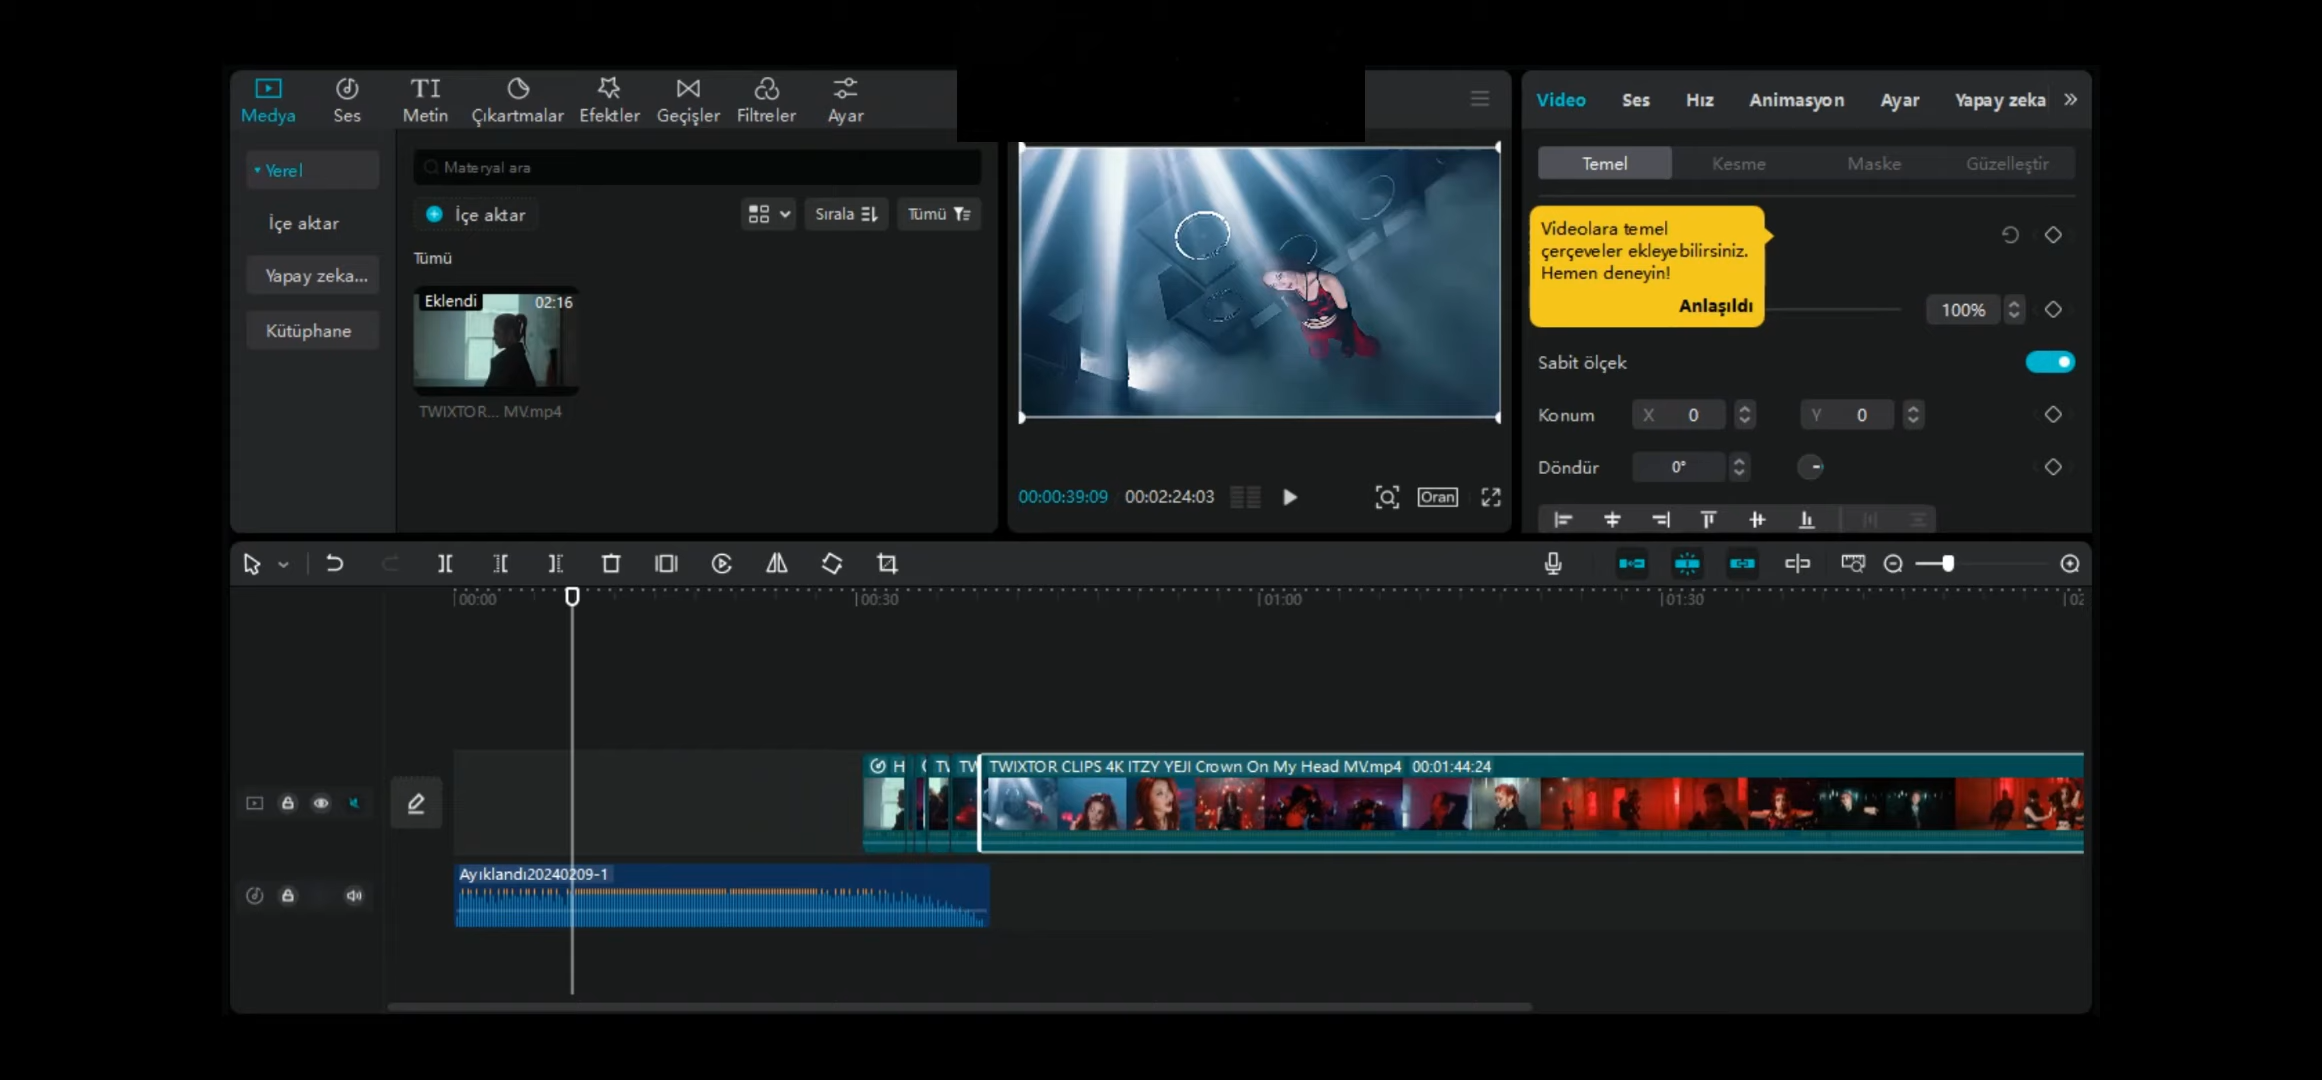 Medya
Ses
Metin
Çıkartmalar
Efektler
Geçişler
Filtreler
Ayar
Video
Ses
Hız
Animasyon
Ayar
Yapay zeka
Yerel
İçe aktar
Yapay zeka...
Kütüphane
Materyal ara
İçe aktar
Sırala
Tümü
Tümü
Eklendi
02:16
TWIXTOR... MV.mp4
00:00:39:09
00:02:24:03
Oran
Temel
Kesme
Maske
Güzelleştir
Videolara temel
çerçeveler ekleyebilirsiniz.
Hemen deneyin!
Anlaşıldı
100%
Sabit ölçek
Konum
X 0
Y 0
Döndür
0°
00:00
00:30
01:00
01:30
02
H
TW
TWIXTOR CLIPS 4K ITZY YEJI Crown On My Head MV.mp4 00:01:44:24
Ayıklandı20240209-1